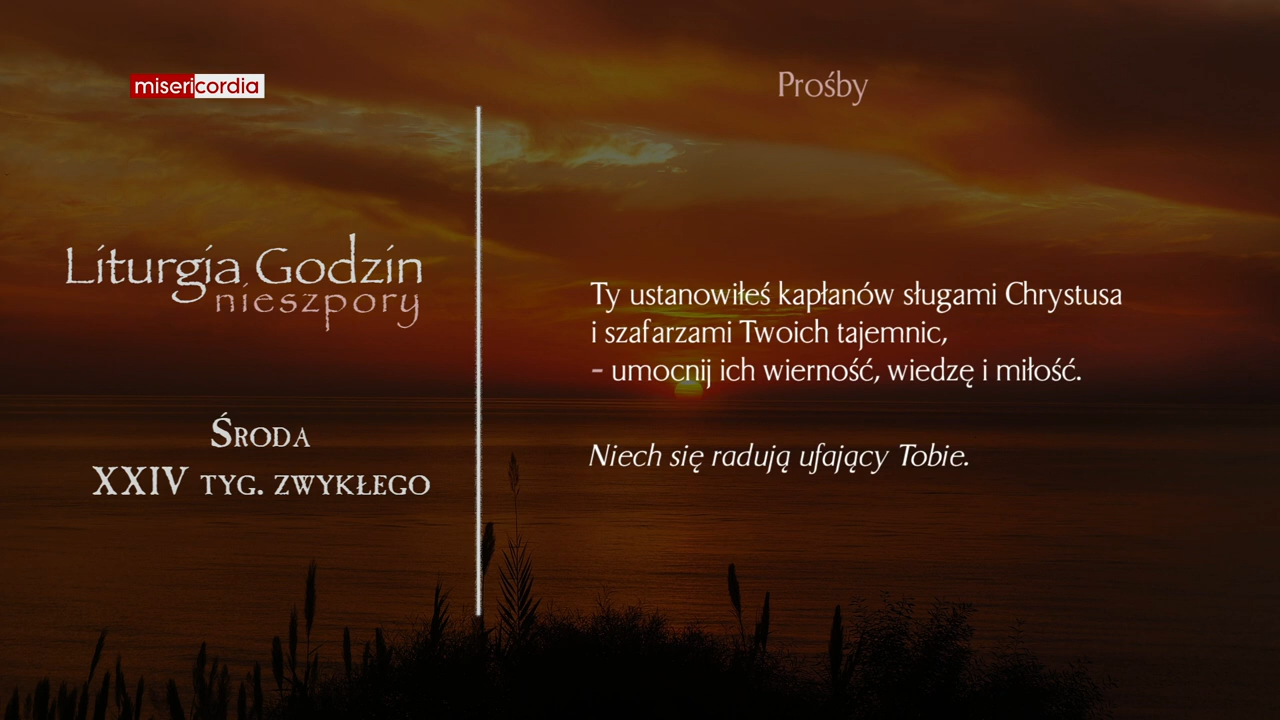 misericordia
Liturgia Godzin
nieszpory
Środa
XXIV tyg. zwykłego
Prośby
Ty ustanowiłeś kapłanów sługami Chrystusa
i szafarzami Twoich tajemnic,
- umocnij ich wierność, wiedzę i miłość.
Niech się radują ufający Tobie.